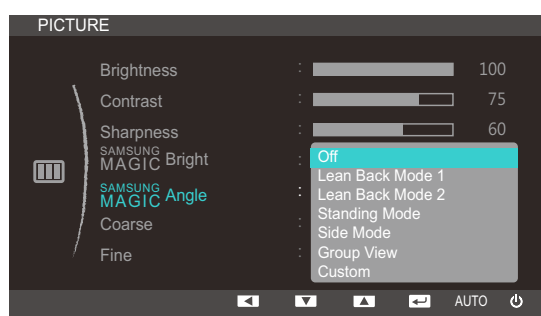 PICTURE
Brightness : 100
Contrast : 75
Sharpness : 60
SAMSUNG
MAGIC Bright :
SAMSUNG
MAGIC Angle :
Coarse :
Fine :
Off
Lean Back Mode 1
Lean Back Mode 2
Standing Mode
Side Mode
Group View
Custom
AUTO